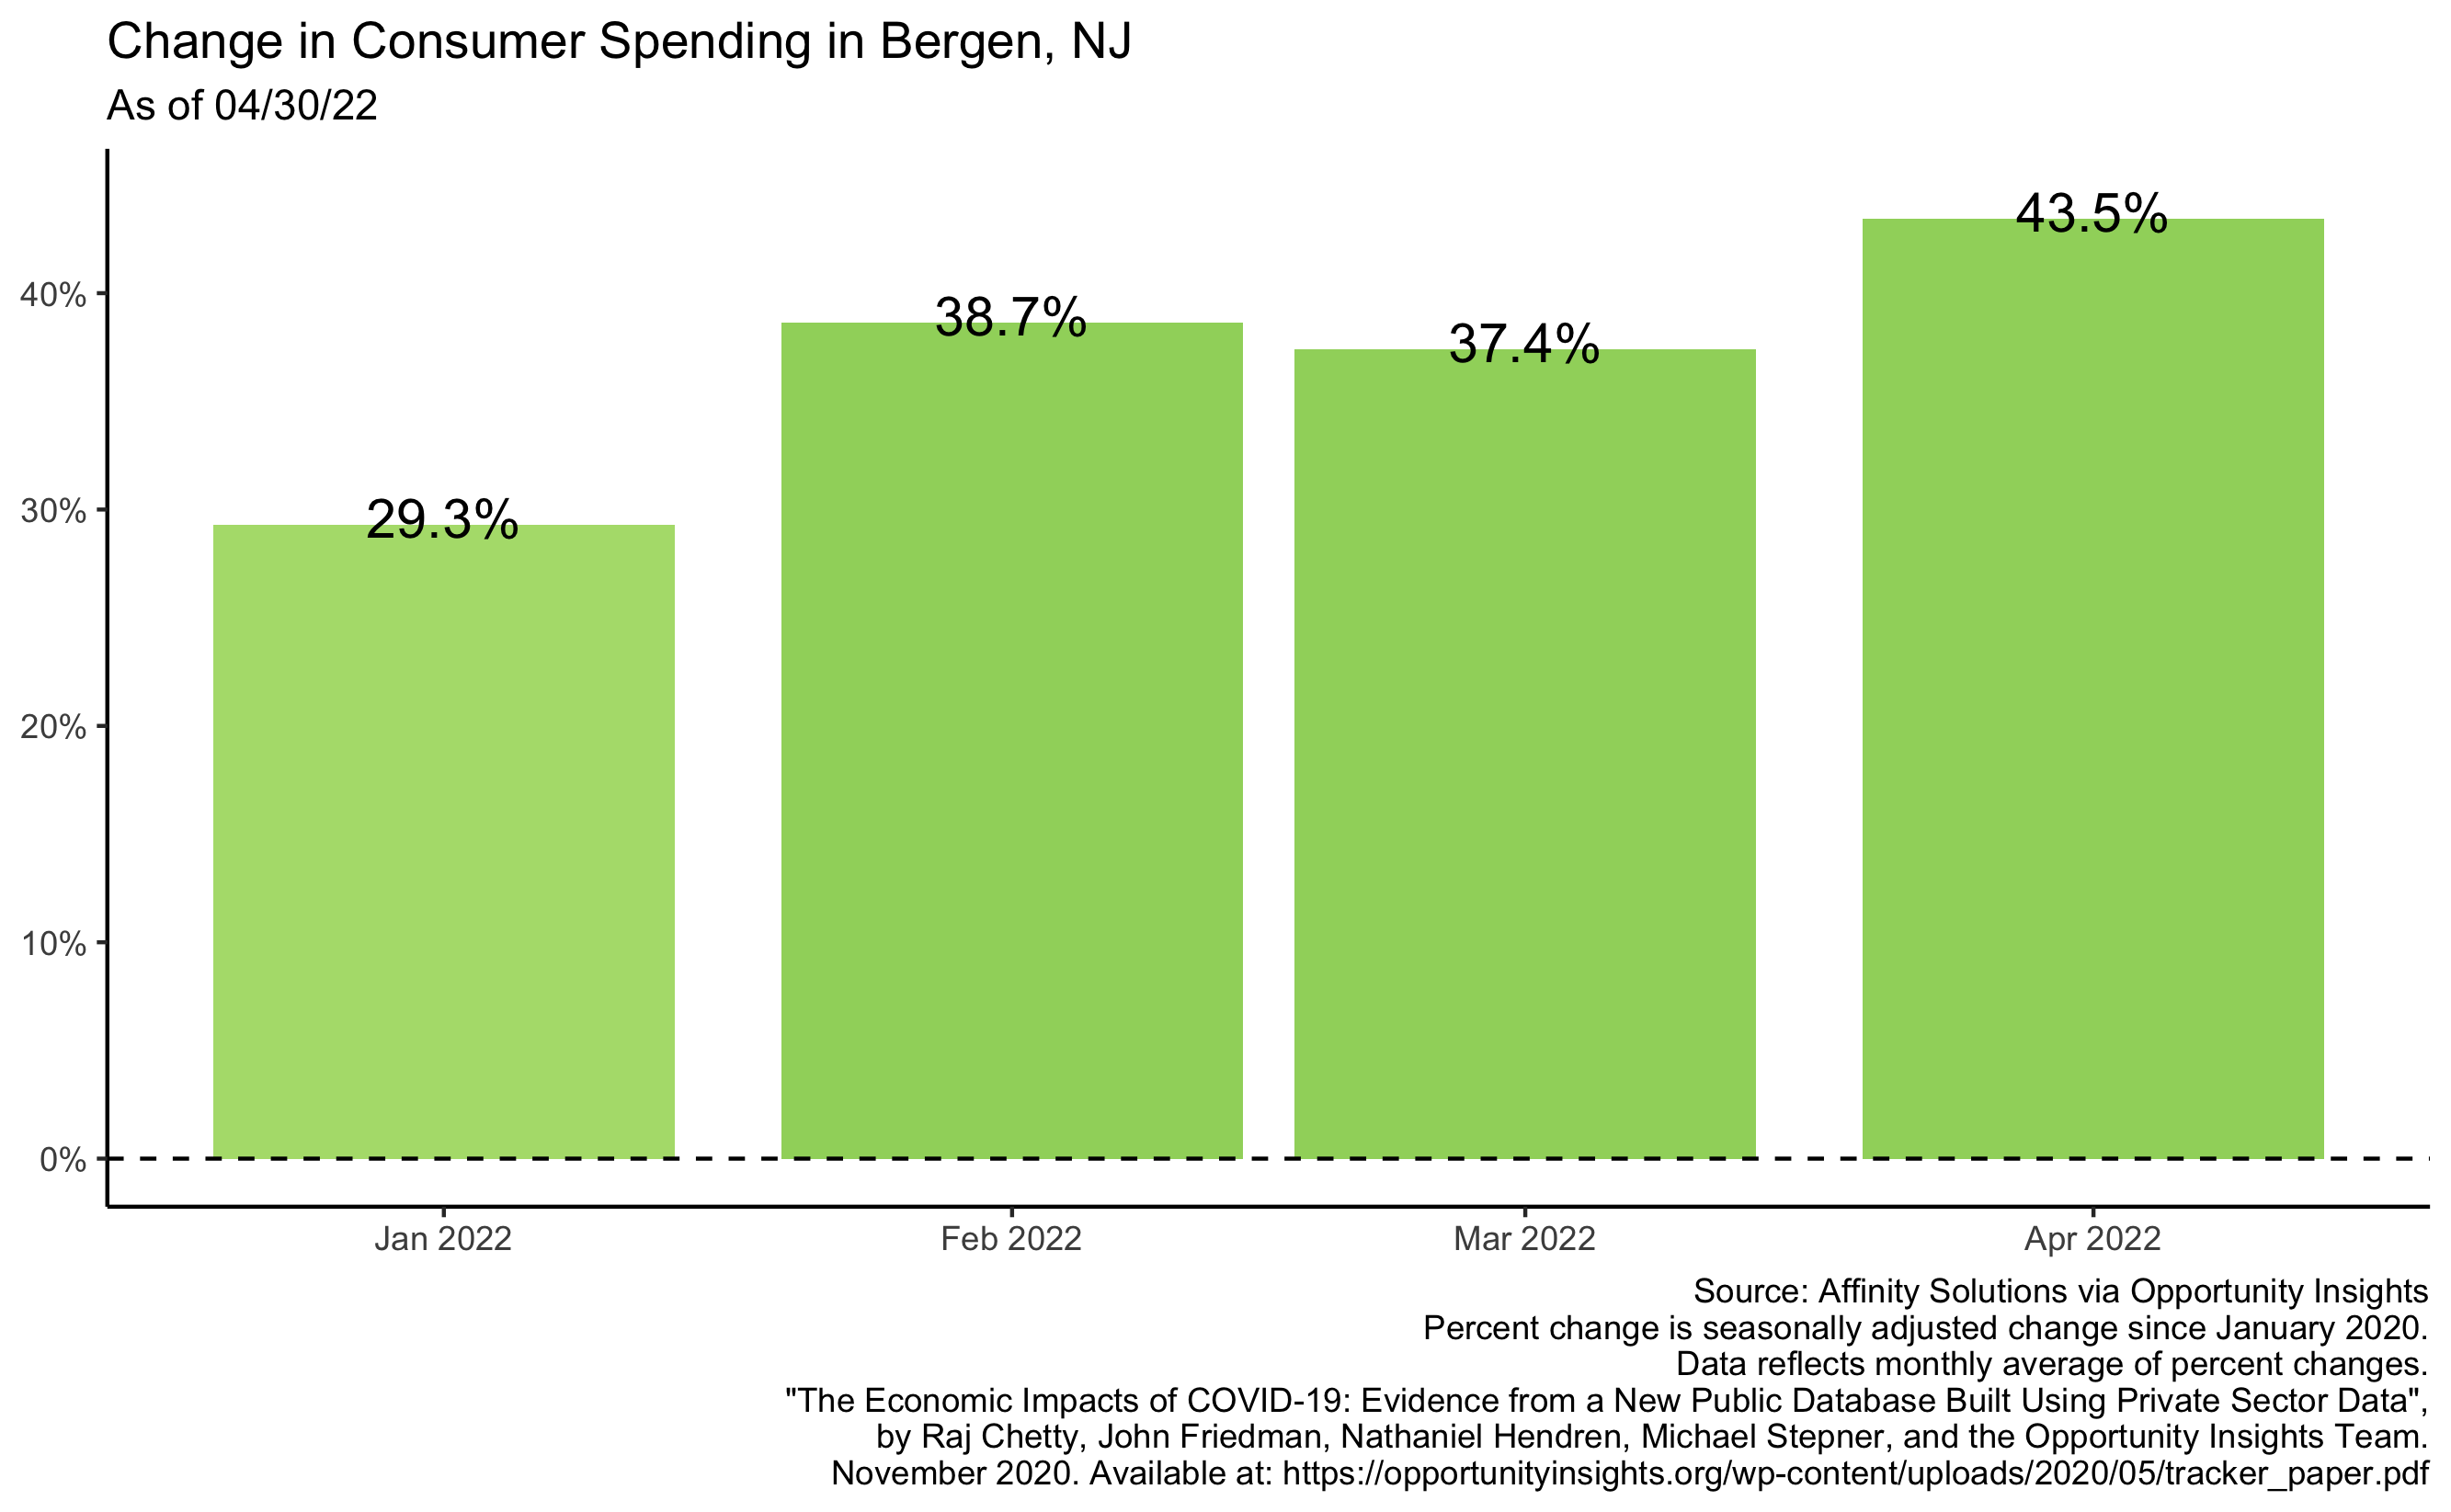 Change in Consumer Spending in Bergen, NJ
As of 04/30/22
43.5%
40%
38.7%
37.4%
30%
29.3%
20%
10%
0%
Jan 2022
Feb 2022
Mar 2022
Apr 2022
Source: Affinity Solutions via Opportunity Insights
Percent change is seasonally adjusted change since January 2020.
Data reflects monthly average of percent changes.
"The Economic Impacts of COVID-19: Evidence from a New Public Database Built Using Private Sector Data",
by Raj Chetty, John Friedman, Nathaniel Hendren, Michael Stepner, and the Opportunity Insights Team.
November 2020. Available at: https://opportunityinsights.org/wp-content/uploads/2020/05/tracker_paper.pdf